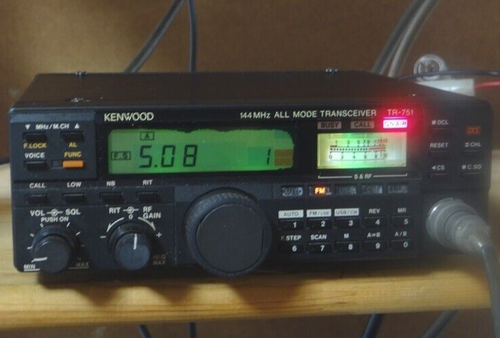 KENWOOD
144MHz ALL MODE TRANSCEIVER TR-751
▼ MHz/M.CH ▲
F.LOCK AL
VOICE FUNC
A
5.08 1
BUSY CALL ON AIR
S & RF
DCL
RESET CHL
CS C.SQ
CALL LOW NB RIT
AUTO FM
VOL SQL
PUSH ON
MIN MAX
RIT RF
GAIN
AUTO FM/LSB USB/CW REV M
1 2 3 4 5
F.STEP SCAN M A=B A/B
6 7 8 9 0